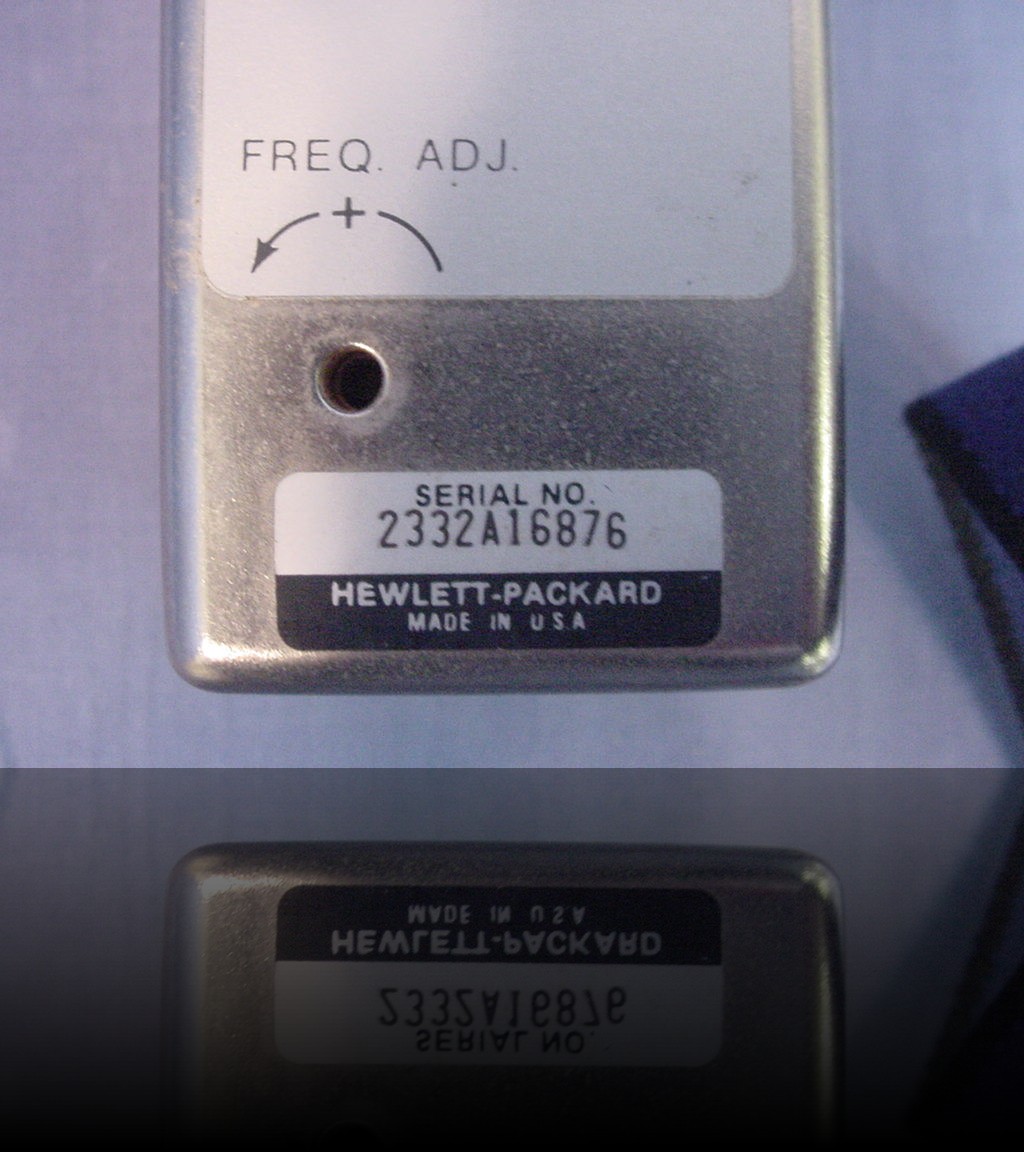 FREQ. ADJ.
+
SERIAL NO.
2332A16876
HEWLETT-PACKARD
MADE IN U.S.A